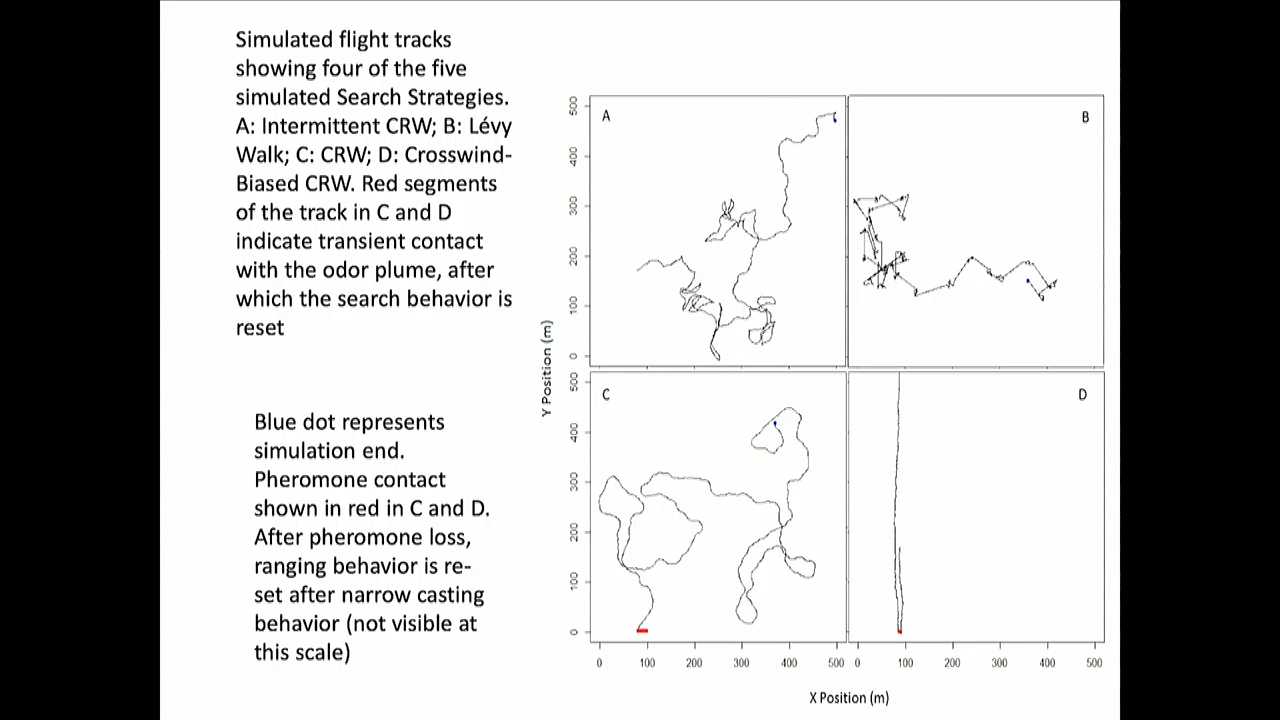 Simulated flight tracks
showing four of the five
simulated Search Strategies.
A: Intermittent CRW; B: Lévy
Walk; C: CRW; D: Crosswind-
Biased CRW. Red segments
of the track in C and D
indicate transient contact
with the odor plume, after
which the search behavior is
reset
Blue dot represents
simulation end.
Pheromone contact
shown in red in C and D.
After pheromone loss,
ranging behavior is re-
set after narrow casting
behavior (not visible at
this scale)
Y Position (m)
500
400
300
200
100
0
A
B
500
400
300
200
100
0
C
D
0 100 200 300 400 500
0 100 200 300 400 500
X Position (m)